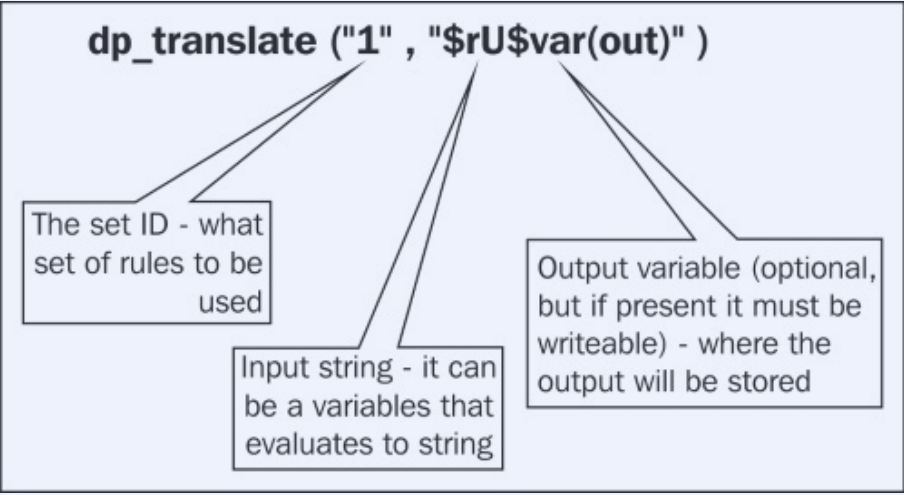 dp_translate ("1" , "$rU$var(out)" )
The set ID - what
set of rules to be
used
Input string - it can
be a variables that
evaluates to string
Output variable (optional,
but if present it must be
writeable) - where the
output will be stored